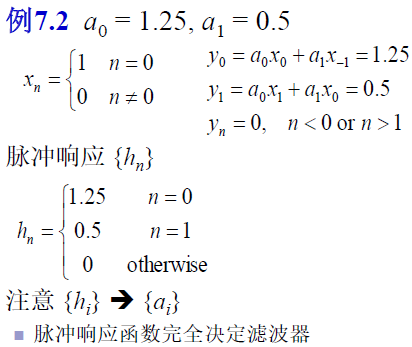 例7.2 a₀ = 1.25, a₁ = 0.5
xₙ = { 1 n = 0
0 n ≠ 0
y₀ = a₀x₀ + a₁x₋₁ = 1.25
y₁ = a₀x₁ + a₁x₀ = 0.5
yₙ = 0, n < 0 or n > 1
脉冲响应 {hₙ}
hₙ = { 1.25 n = 0
0.5 n = 1
0 otherwise
注意 {hᵢ} ➔ {aᵢ}
■ 脉冲响应函数完全决定滤波器